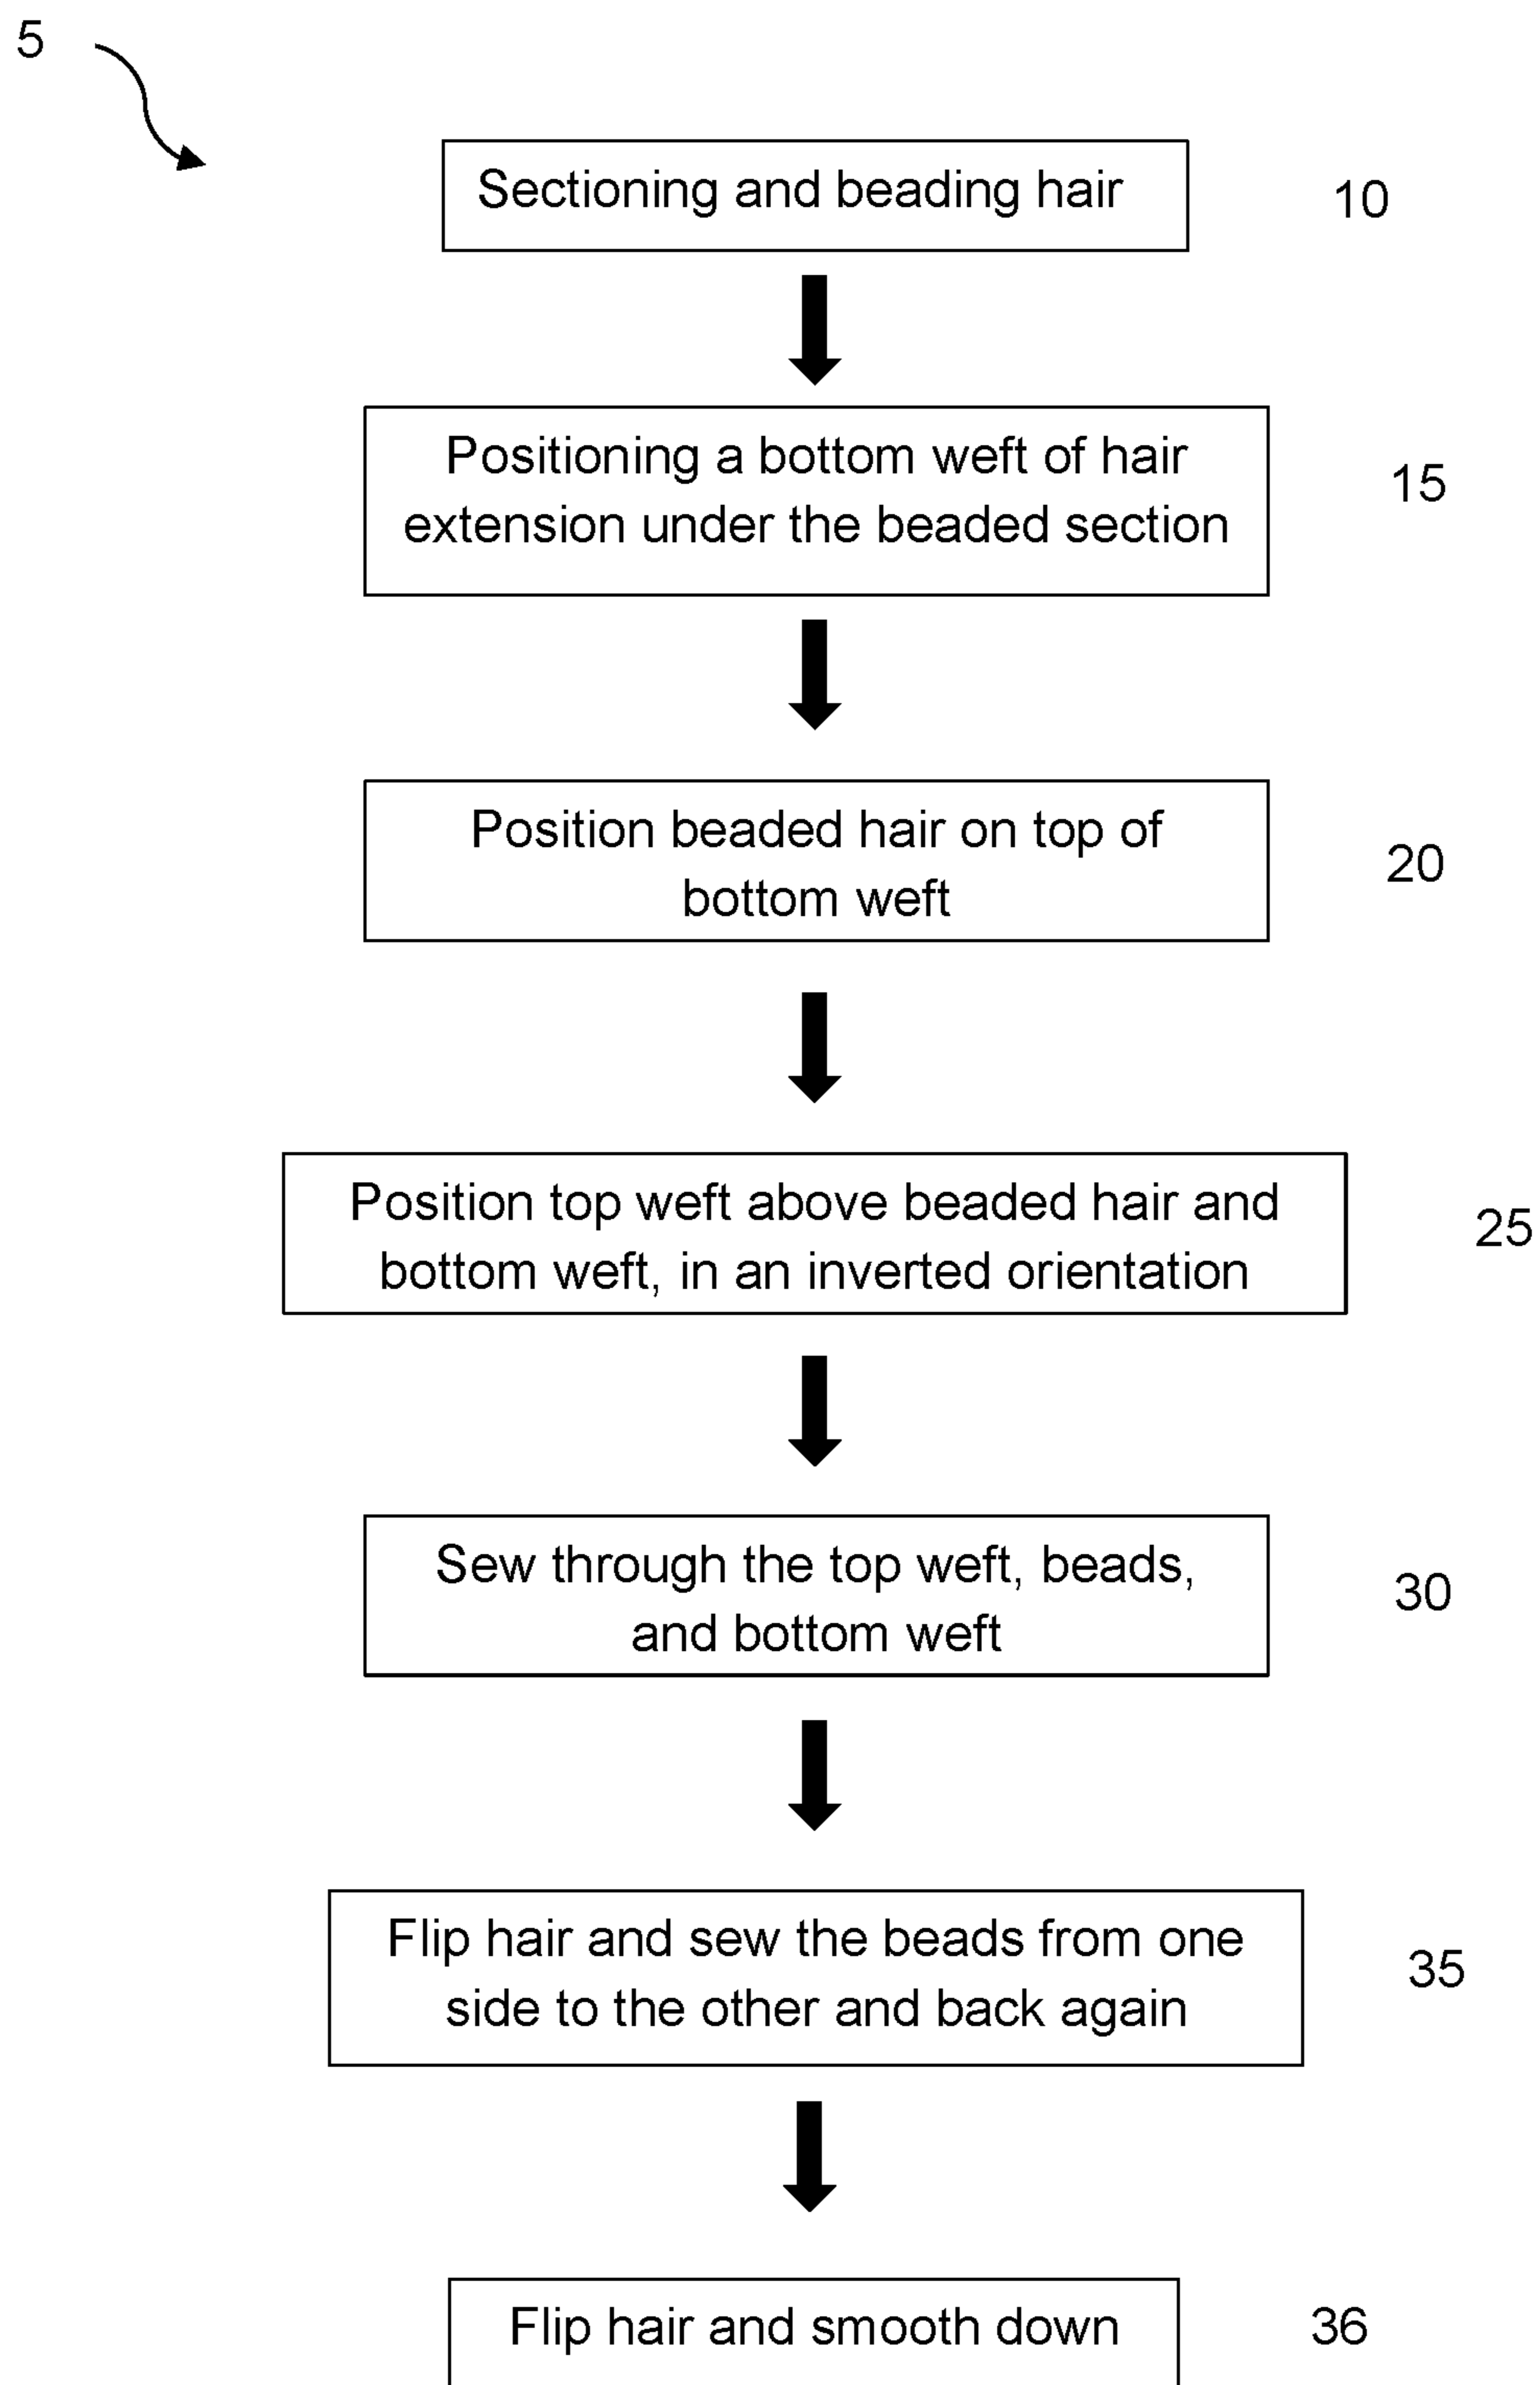 5
Sectioning and beading hair
10
Positioning a bottom weft of hair
extension under the beaded section
15
Position beaded hair on top of
bottom weft
20
Position top weft above beaded hair and
bottom weft, in an inverted orientation
25
Sew through the top weft, beads,
and bottom weft
30
Flip hair and sew the beads from one
side to the other and back again
35
Flip hair and smooth down
36